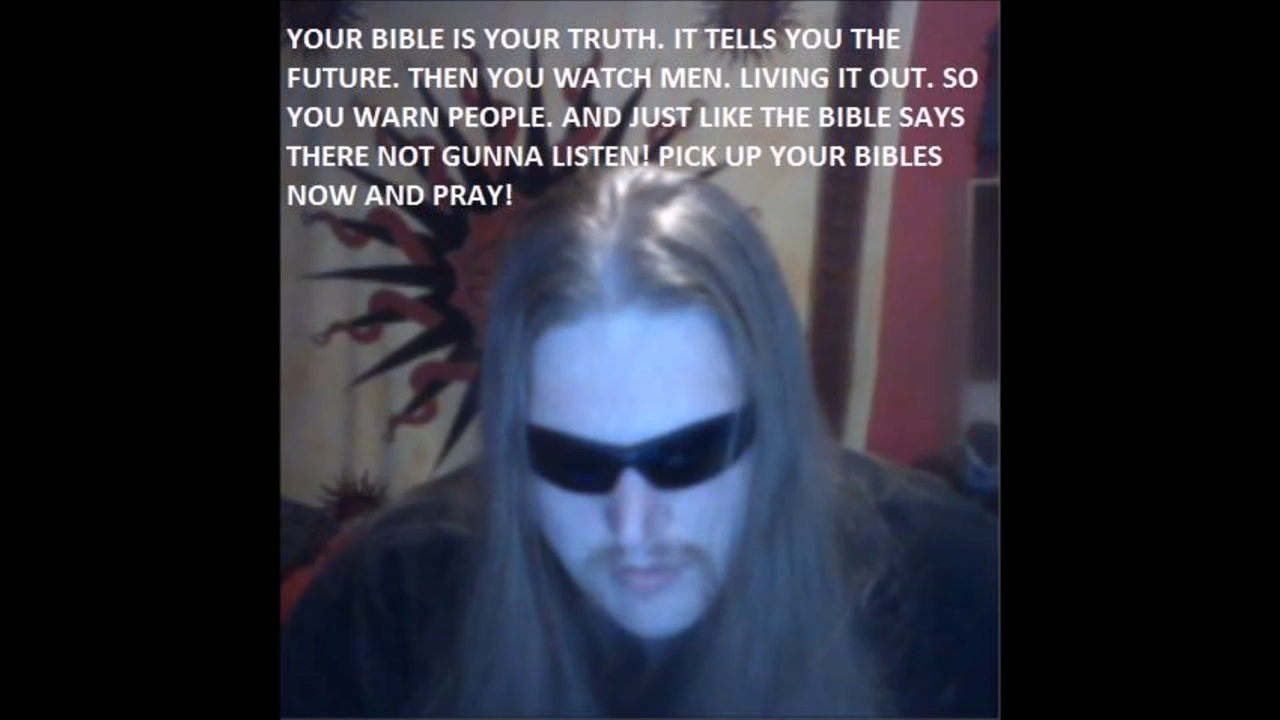 YOUR BIBLE IS YOUR TRUTH. IT TELLS YOU THE
FUTURE. THEN YOU WATCH MEN. LIVING IT OUT. SO
YOU WARN PEOPLE. AND JUST LIKE THE BIBLE SAYS
THERE NOT GUNNA LISTEN! PICK UP YOUR BIBLES
NOW AND PRAY!